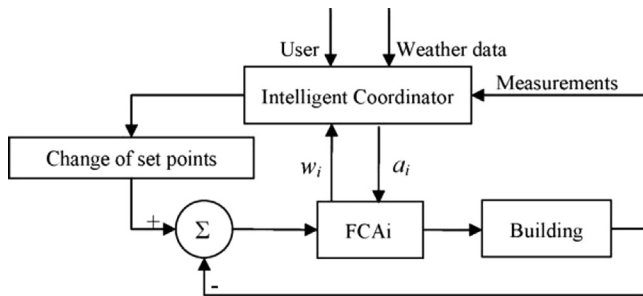 User
Weather data
Intelligent Coordinator
Measurements
Change of set points
wi
ai
+
Σ
FCAi
Building
-